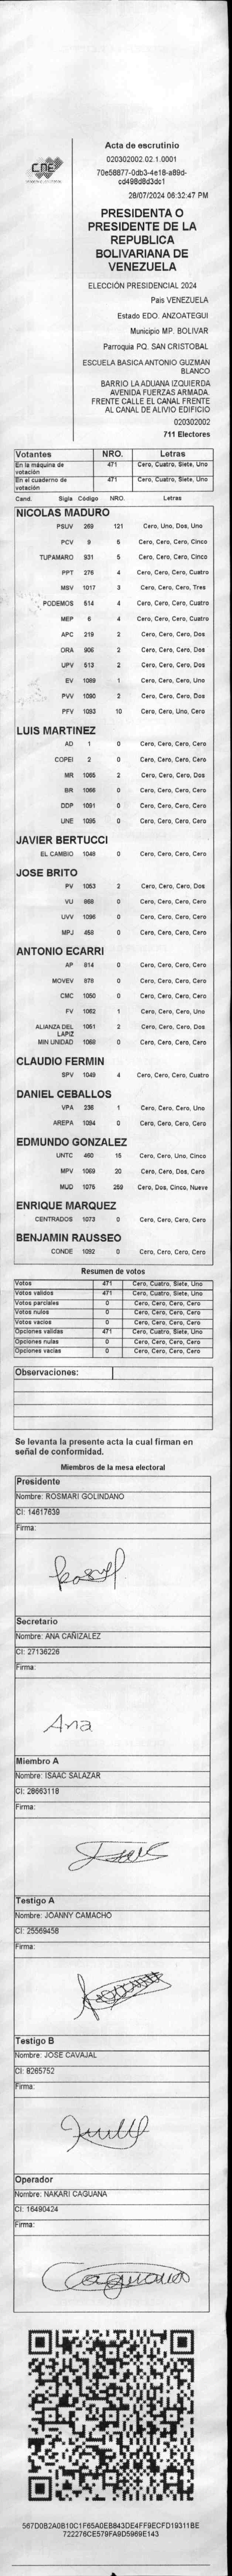 CNE
Acta de escrutinio
020302002.02.1.0001
70e58877-0db3-4e18-a89d-
cd498d8d3dc1
28/07/2024 06:32:47 PM
PRESIDENTA O
PRESIDENTE DE LA
REPUBLICA
BOLIVARIANA DE
VENEZUELA
ELECCIÓN PRESIDENCIAL 2024
Pais VENEZUELA
Estado EDO. ANZOATEGUI
Municipio MP. BOLIVAR
Parroquia PQ. SAN CRISTOBAL
ESCUELA BASICA ANTONIO GUZMÁN
BLANCO
BARRIO LA ADUANA IZQUIERDA
AVENIDA FUERZAS ARMADA.
FRENTE CALLE EL CANAL FRENTE
AL CANAL DE ALIVIO EDIFICIO
020302002
711 Electores
Votantes NRO. Letras
En la máquina de votación 471 Cero, Cuatro, Siete, Uno
En el cuaderno de votación 471 Cero, Cuatro, Siete, Uno
Cand. Sigla Código NRO. Letras
NICOLAS MADURO
PSUV 269 121 Cero, Uno, Dos, Uno
PCV 9 5 Cero, Cero, Cero, Cinco
TUPAMARO 931 5 Cero, Cero, Cero, Cinco
PPT 276 4 Cero, Cero, Cero, Cuatro
MSV 1017 3 Cero, Cero, Cero, Tres
PODEMOS 514 4 Cero, Cero, Cero, Cuatro
MEP 6 4 Cero, Cero, Cero, Cuatro
APC 219 2 Cero, Cero, Cero, Dos
ORA 906 2 Cero, Cero, Cero, Dos
UPV 513 2 Cero, Cero, Cero, Dos
EV 1089 1 Cero, Cero, Cero, Uno
PVV 1090 2 Cero, Cero, Cero, Dos
PFV 1093 10 Cero, Cero, Uno, Cero
LUIS MARTINEZ
AD 1 0 Cero, Cero, Cero, Cero
COPEI 2 0 Cero, Cero, Cero, Cero
MR 1065 2 Cero, Cero, Cero, Dos
BR 1066 0 Cero, Cero, Cero, Cero
DDP 1091 0 Cero, Cero, Cero, Cero
UNE 1095 0 Cero, Cero, Cero, Cero
JAVIER BERTUCCI
EL CAMBIO 1048 0 Cero, Cero, Cero, Cero
JOSE BRITO
PV 1053 2 Cero, Cero, Cero, Dos
VU 868 0 Cero, Cero, Cero, Cero
UVV 1096 0 Cero, Cero, Cero, Cero
MPJ 458 0 Cero, Cero, Cero, Cero
ANTONIO ECARRI
AP 814 0 Cero, Cero, Cero, Cero
MOVEV 878 0 Cero, Cero, Cero, Cero
CMC 1050 0 Cero, Cero, Cero, Cero
FV 1062 1 Cero, Cero, Cero, Uno
ALIANZA DEL LAPIZ 1051 2 Cero, Cero, Cero, Dos
MIN UNIDAD 1068 0 Cero, Cero, Cero, Cero
CLAUDIO FERMIN
SPV 1049 4 Cero, Cero, Cero, Cuatro
DANIEL CEBALLOS
VPA 236 1 Cero, Cero, Cero, Uno
AREPA 1094 0 Cero, Cero, Cero, Cero
EDMUNDO GONZALEZ
UNTC 460 15 Cero, Cero, Uno, Cinco
MPV 1069 20 Cero, Cero, Dos, Cero
MUD 1075 259 Cero, Dos, Cinco, Nueve
ENRIQUE MARQUEZ
CENTRADOS 1073 0 Cero, Cero, Cero, Cero
BENJAMIN RAUSSEO
CONDE 1092 0 Cero, Cero, Cero, Cero
Resumen de votos
Votos 471 Cero, Cuatro, Siete, Uno
Votos validos 471 Cero, Cuatro, Siete, Uno
Votos parciales 0 Cero, Cero, Cero, Cero
Votos nulos 0 Cero, Cero, Cero, Cero
Votos vacios 0 Cero, Cero, Cero, Cero
Opciones validas 471 Cero, Cuatro, Siete, Uno
Opciones nulas 0 Cero, Cero, Cero, Cero
Opciones vacias 0 Cero, Cero, Cero, Cero
Observaciones:
Se levanta la presente acta la cual firman en
señal de conformidad.
Miembros de la mesa electoral
Presidente
Nombre: ROSMARI GOLINDANO
CI: 14617639
Firma:
Secretario
Nombre: ANA CAÑIZALEZ
CI: 27136226
Firma:
Ana
Miembro A
Nombre: ISAAC SALAZAR
CI: 28663118
Firma:
Testigo A
Nombre: JOANNY CAMACHO
CI: 25569458
Firma:
Testigo B
Nombre: JOSE CAVAJAL
CI: 8265752
Firma:
Operador
Nombre: NAKARI CAGUANA
CI: 16490424
Firma:
Caguana
567D0B2A0B10C1F65A0EB843DE4FF9ECFD19311BE
722276CE579FA9D5969E143